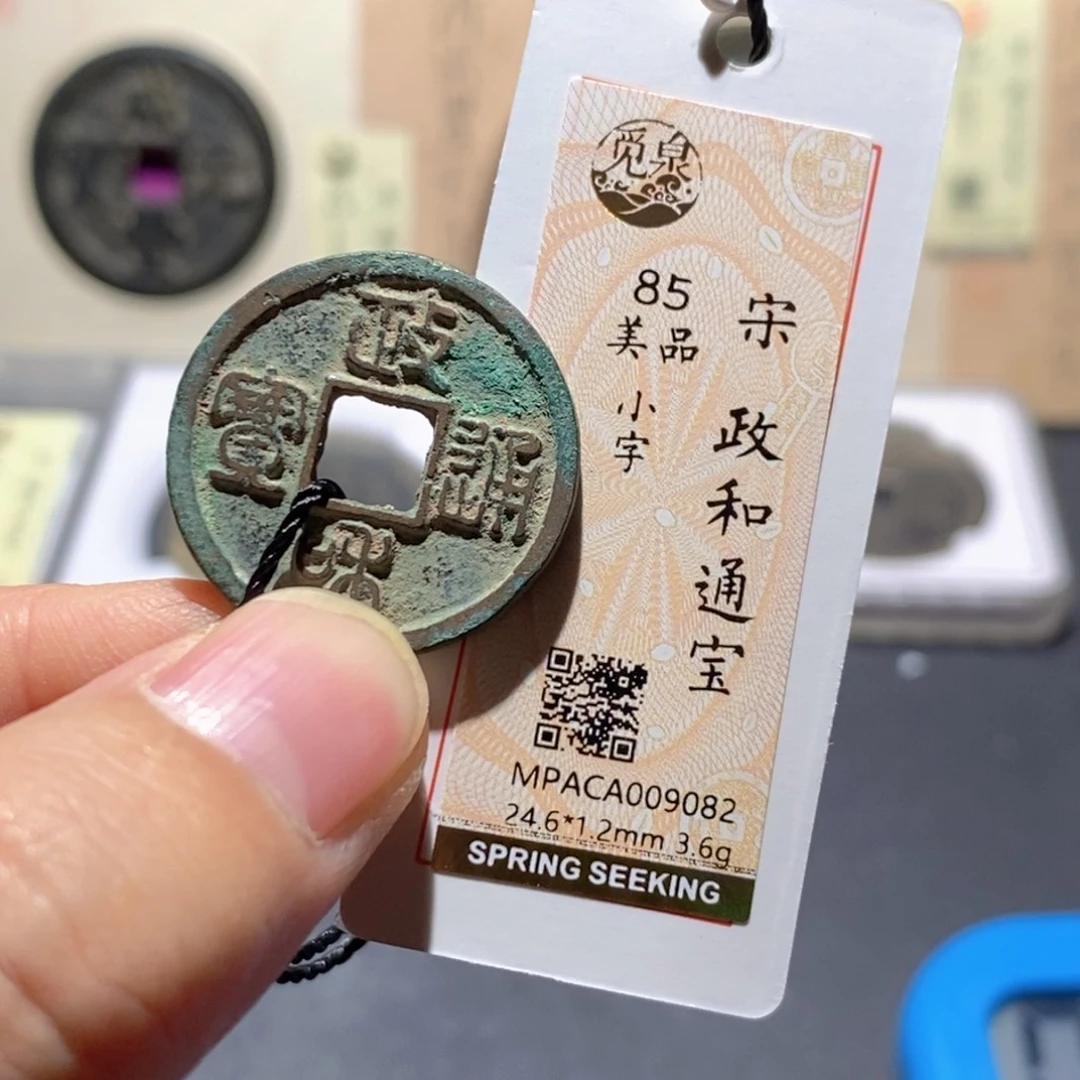 政
通
和
寶
觅泉
85
美品
小字
宋 政和通宝
MPACA009082
24.6*1.2mm 3.6g
SPRING SEEKING